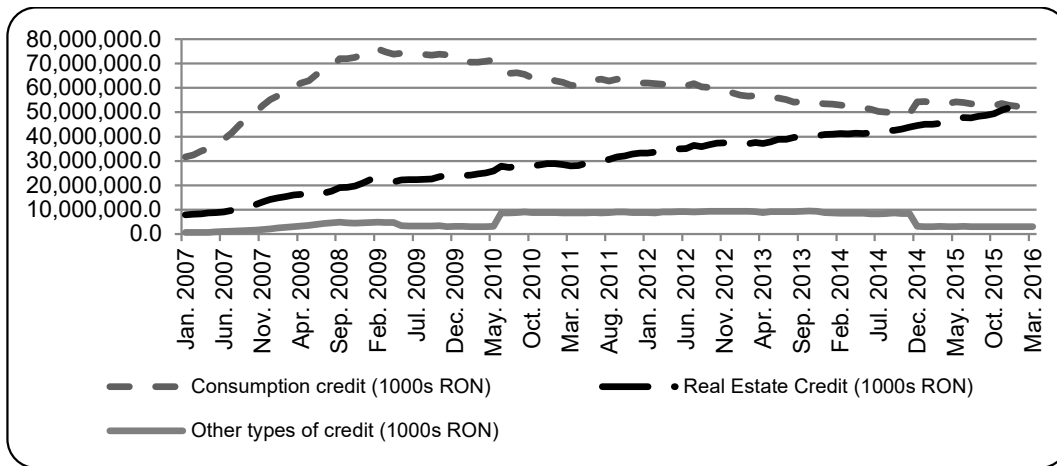 80,000,000.0
70,000,000.0
60,000,000.0
50,000,000.0
40,000,000.0
30,000,000.0
20,000,000.0
10,000,000.0
0.0
Jan. 2007
Jun. 2007
Nov. 2007
Apr. 2008
Sep. 2008
Feb. 2009
Jul. 2009
Dec. 2009
May. 2010
Oct. 2010
Mar. 2011
Aug. 2011
Jan. 2012
Jun. 2012
Nov. 2012
Apr. 2013
Sep. 2013
Feb. 2014
Jul. 2014
Dec. 2014
May. 2015
Oct. 2015
Mar. 2016
Consumption credit (1000s RON)
Real Estate Credit (1000s RON)
Other types of credit (1000s RON)